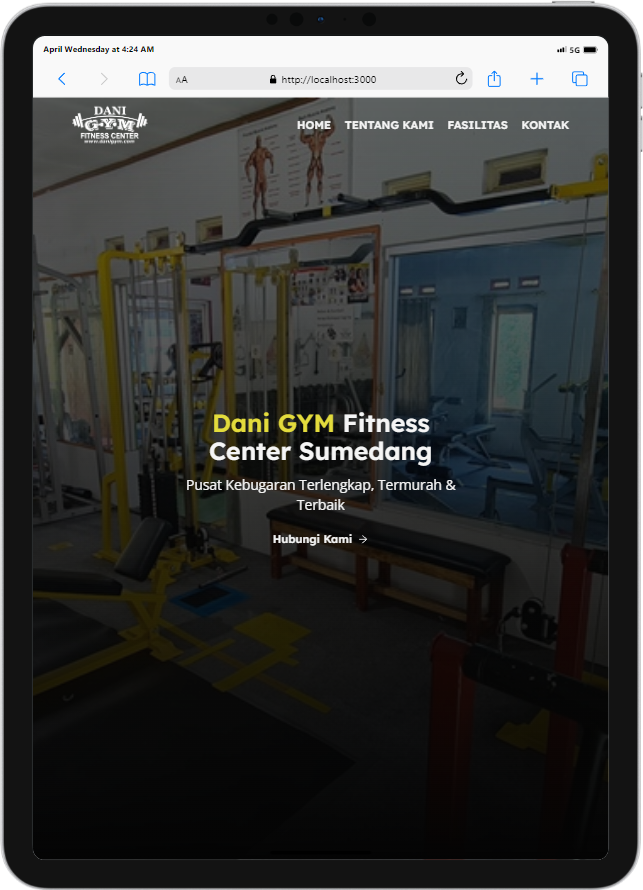 April Wednesday at 4:24 AM
5G
AA
http://localhost:3000
DANI
GYM
FITNESS CENTER
www.danigym.com
HOME TENTANG KAMI FASILITAS KONTAK
Dani GYM Fitness
Center Sumedang
Pusat Kebugaran Terlengkap, Termurah &
Terbaik
Hubungi Kami →